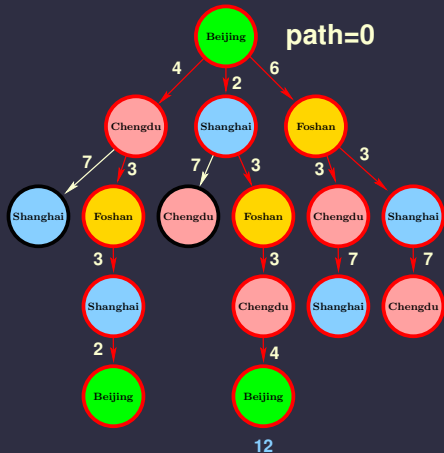 Beijing
path=0
4
2
6
Chengdu
Shanghai
Foshan
7
3
7
3
3
3
Shanghai
Foshan
Chengdu
Foshan
Chengdu
Shanghai
3
3
7
7
Shanghai
Chengdu
Shanghai
Chengdu
2
4
Beijing
Beijing
12